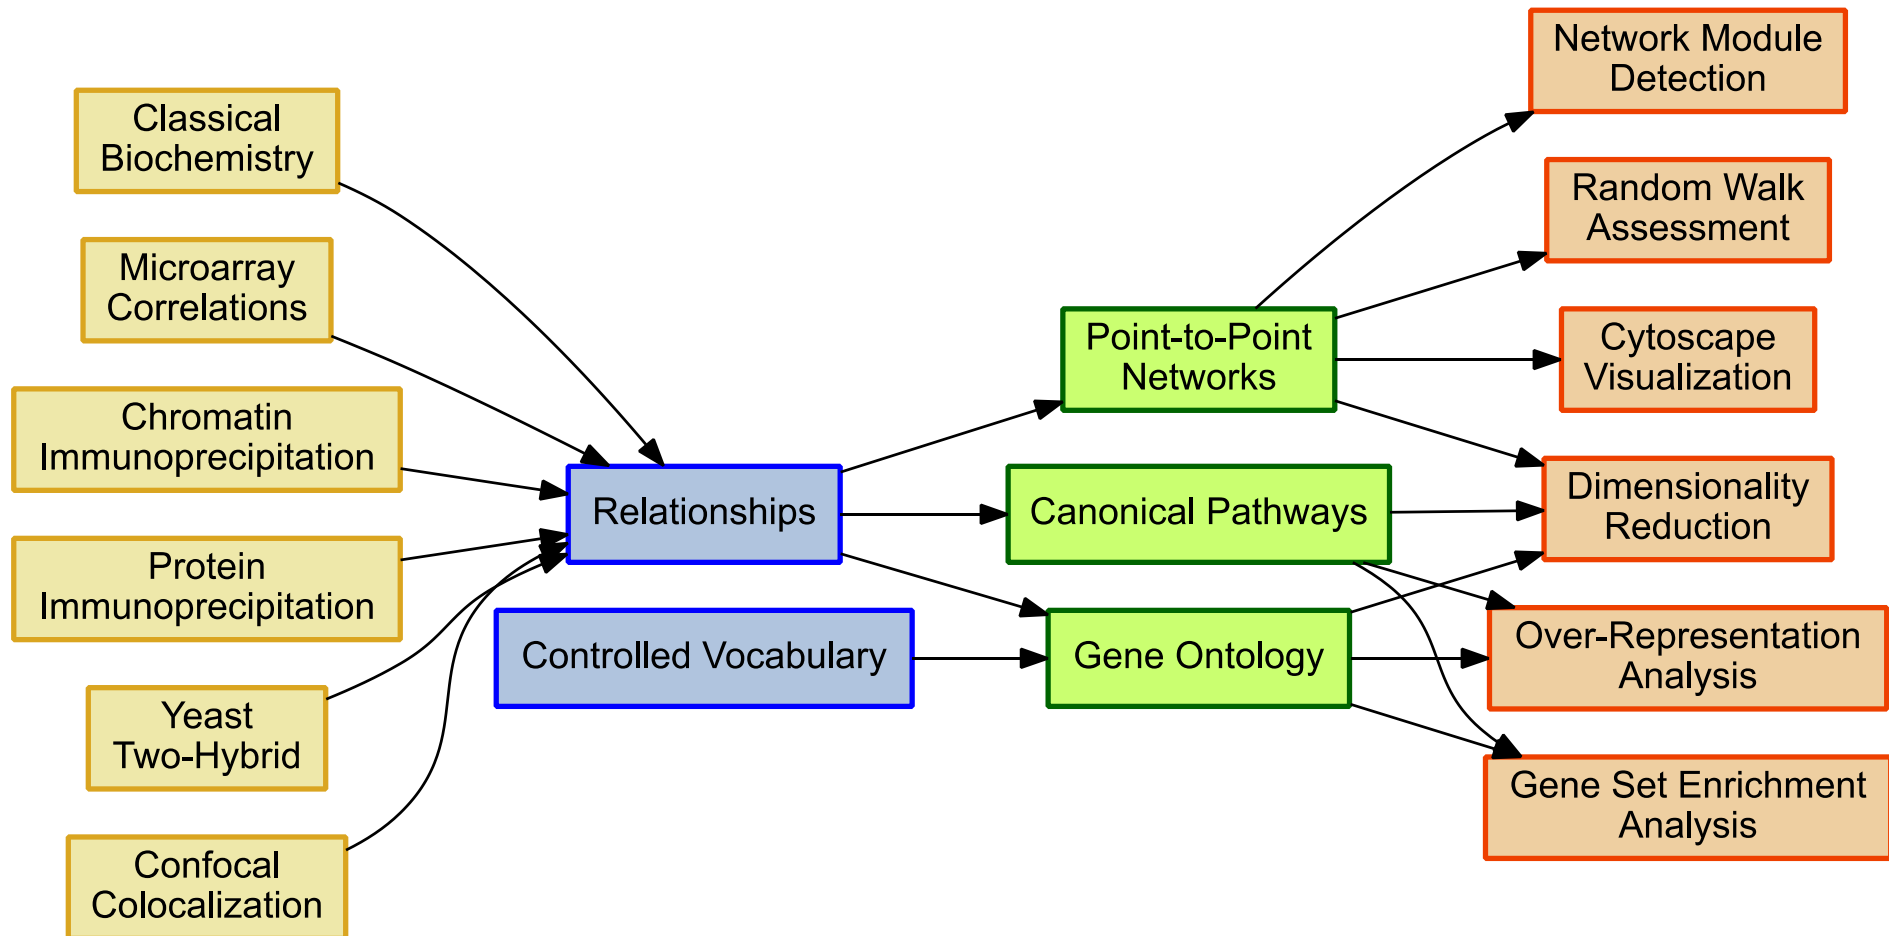 Classical
Biochemistry
Microarray
Correlations
Chromatin
Immunoprecipitation
Protein
Immunoprecipitation
Yeast
Two-Hybrid
Confocal
Colocalization
Relationships
Controlled Vocabulary
Point-to-Point
Networks
Canonical Pathways
Gene Ontology
Network Module
Detection
Random Walk
Assessment
Cytoscape
Visualization
Dimensionality
Reduction
Over-Representation
Analysis
Gene Set Enrichment
Analysis